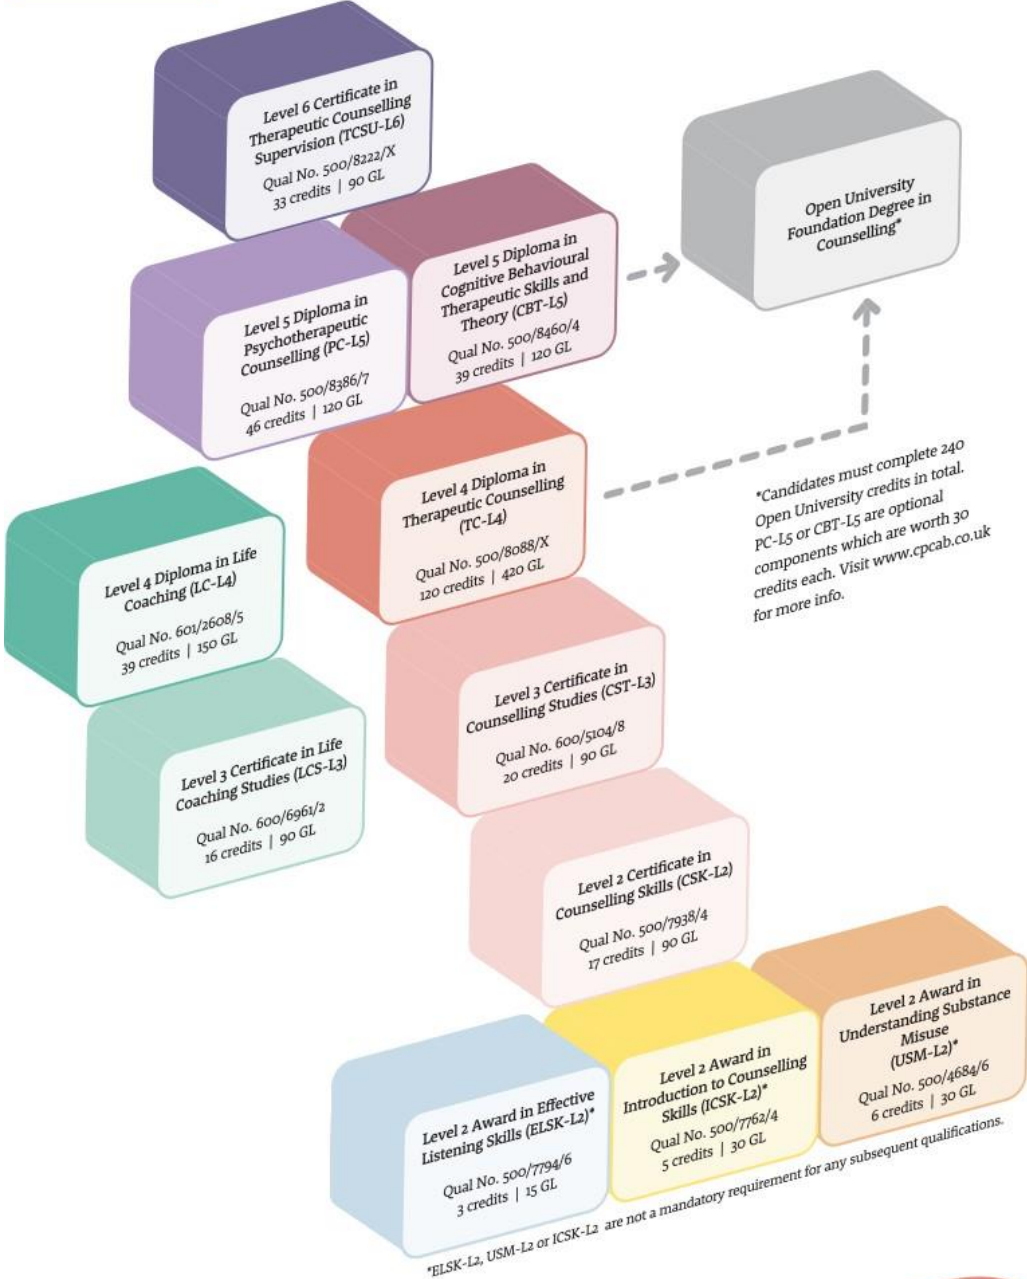 Level 6 Certificate in
Therapeutic Counselling
Supervision (TCSU-L6)
Qual No. 500/8222/X
33 credits | 90 GL
Open University
Foundation Degree in
Counselling*
Level 5 Diploma in
Psychotherapeutic
Counselling (PC-L5)
Qual No. 500/8386/7
46 credits | 120 GL
Level 5 Diploma in
Cognitive Behavioural
Therapeutic Skills and
Theory (CBT-L5)
Qual No. 500/8460/4
39 credits | 120 GL
Level 4 Diploma in
Therapeutic Counselling
(TC-L4)
Qual No. 500/8088/X
120 credits | 420 GL
*Candidates must complete 240
Open University credits in total.
PC-L5 or CBT-L5 are optional
components which are worth 30
credits each. Visit www.cpcab.co.uk
for more info.
Level 4 Diploma in Life
Coaching (LC-L4)
Qual No. 601/2608/5
39 credits | 150 GL
Level 3 Certificate in
Counselling Studies (CST-L3)
Qual No. 600/5104/8
20 credits | 90 GL
Level 3 Certificate in Life
Coaching Studies (LCS-L3)
Qual No. 600/6961/2
16 credits | 90 GL
Level 2 Certificate in
Counselling Skills (CSK-L2)
Qual No. 500/7938/4
17 credits | 90 GL
Level 2 Award in Effective
Listening Skills (ELSK-L2)*
Qual No. 500/7794/6
3 credits | 15 GL
Level 2 Award in
Introduction to Counselling
Skills (ICSK-L2)*
Qual No. 500/7762/4
5 credits | 30 GL
Level 2 Award in
Understanding Substance
Misuse
(USM-L2)*
Qual No. 500/4684/6
6 credits | 30 GL
*ELSK-L2, USM-L2 or ICSK-L2 are not a mandatory requirement for any subsequent qualifications.